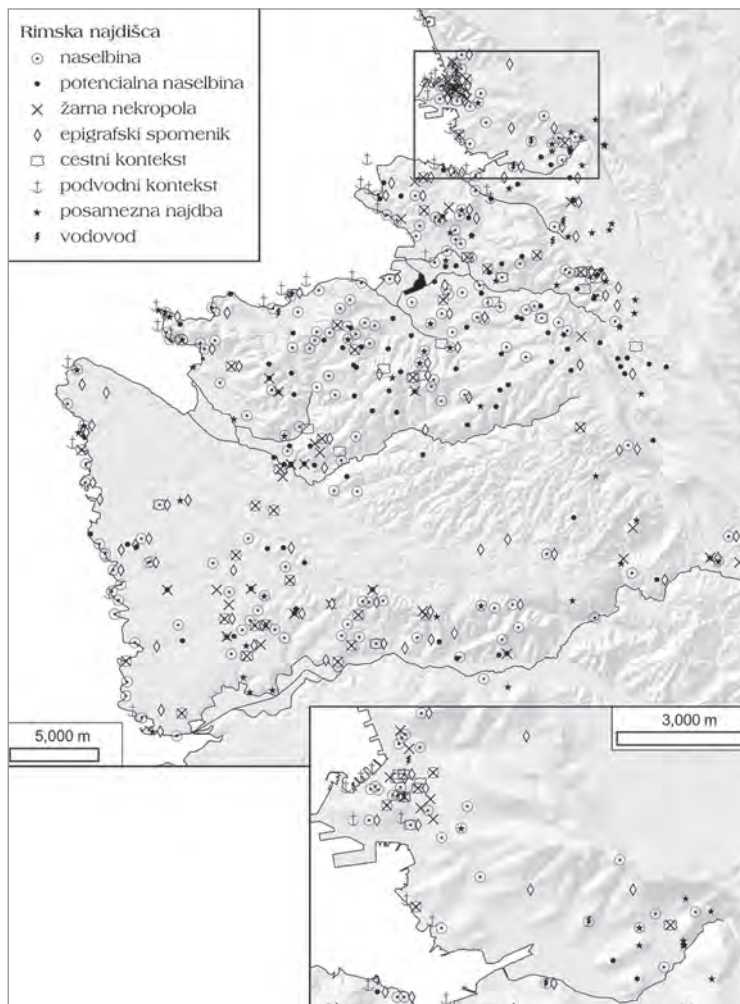 Rimska najdišca
naselbina
potencialna naselbina
žarna nekropola
epigrafski spomenik
cestni kontekst
podvodni kontekst
posamezna najdba
vodovod
5,000 m
3,000 m